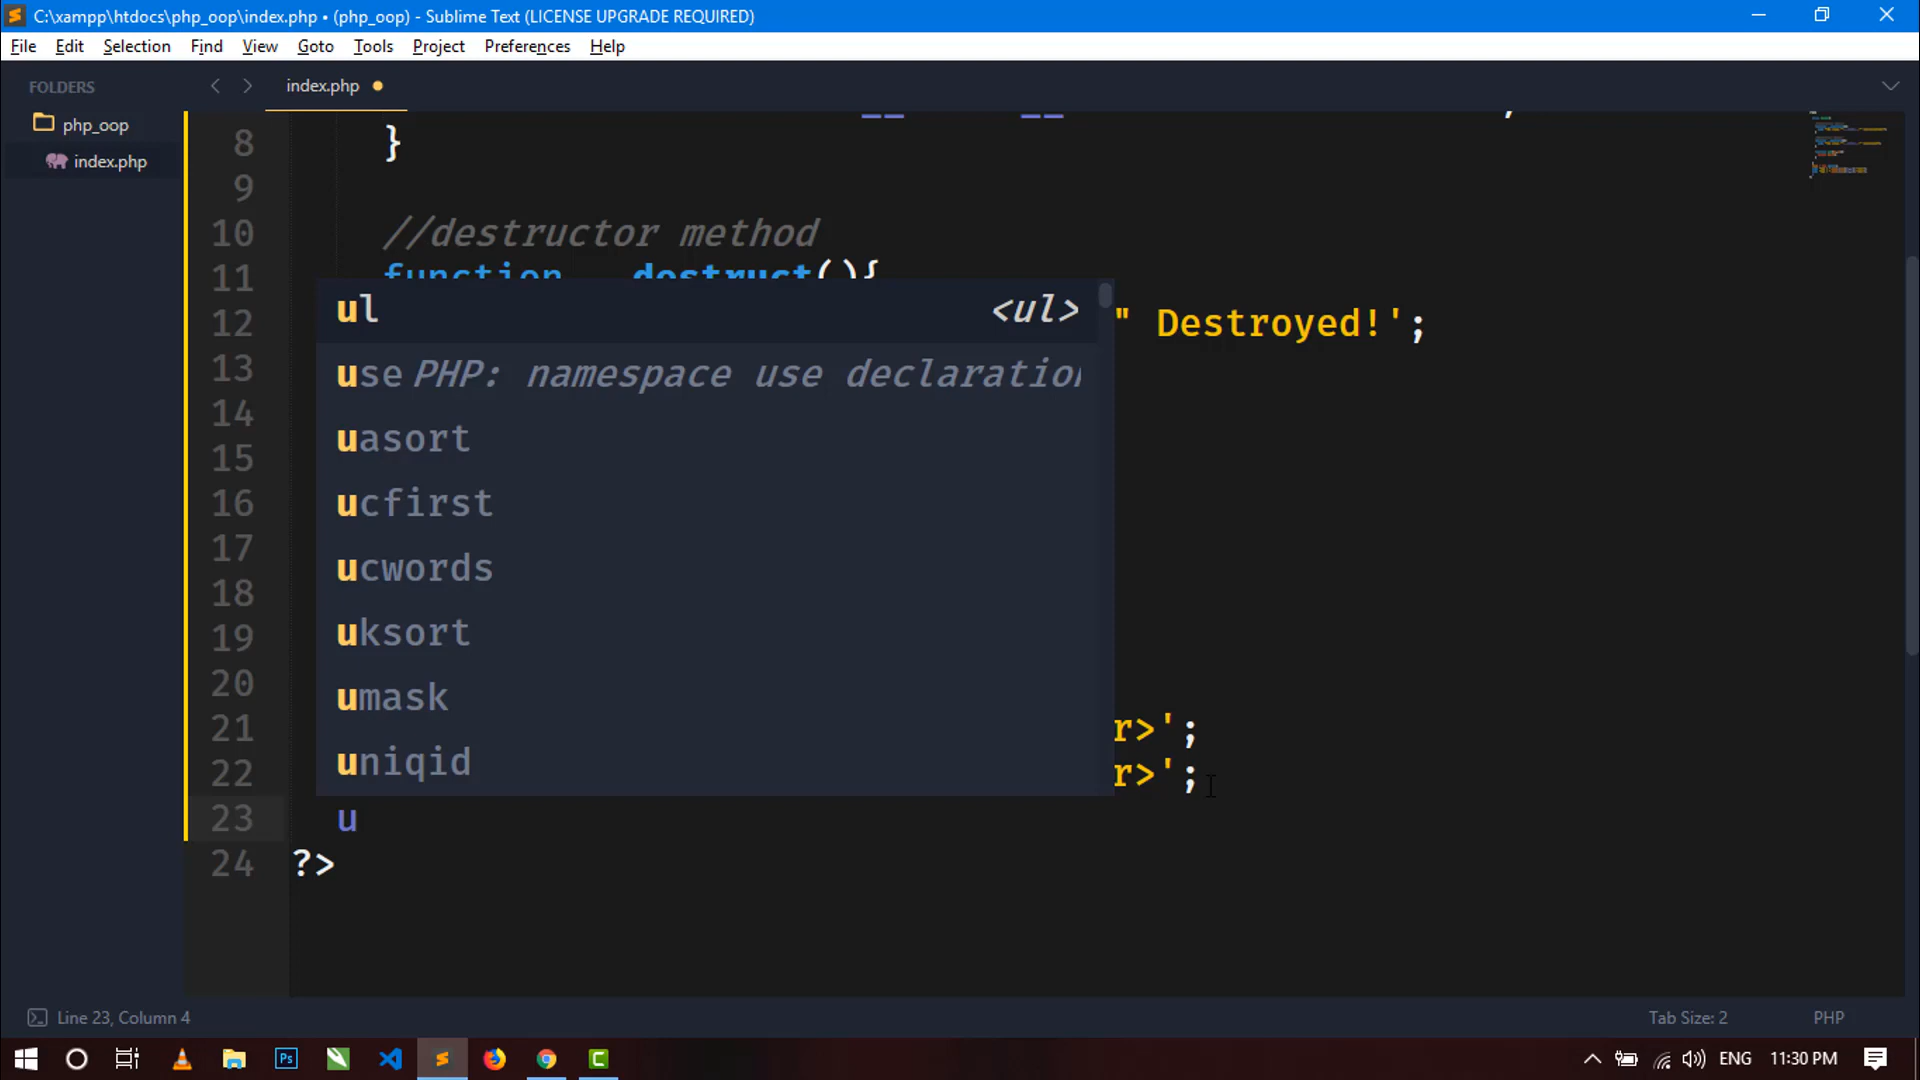 C:\xampp\htdocs\php_oop\index.php • (php_oop) - Sublime Text (LICENSE UPGRADE REQUIRED)
File Edit Selection Find View Goto Tools Project Preferences Help
FOLDERS
index.php
php_oop
index.php
8 }
9
10 //destructor method
11 function __destruct(){
12 " Destroyed!';
13
14
15
16
17
18
19
20
21 r>';
22 r>';
23 u
24 ?>
ul <ul>
use PHP: namespace use declaration
uasort
ucfirst
ucwords
uksort
umask
uniqid
Line 23, Column 4
Tab Size: 2
PHP
ENG
11:30 PM